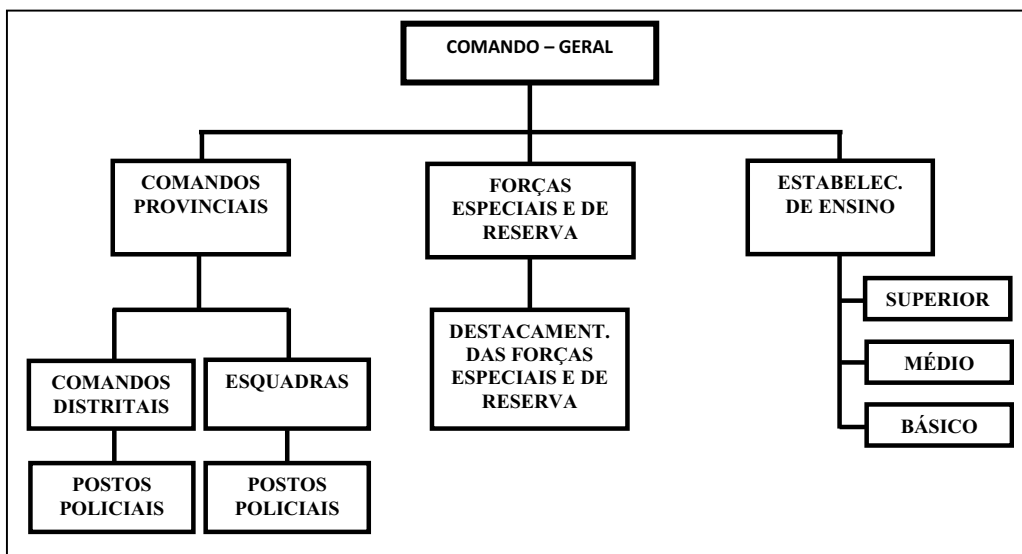 COMANDO – GERAL
COMANDOS
PROVINCIAIS
FORÇAS
ESPECIAIS E DE
RESERVA
ESTABELEC.
DE ENSINO
SUPERIOR
MÉDIO
BÁSICO
DESTACAMENT.
DAS FORÇAS
ESPECIAIS E DE
RESERVA
COMANDOS
DISTRITAIS
ESQUADRAS
POSTOS
POLICIAIS
POSTOS
POLICIAIS